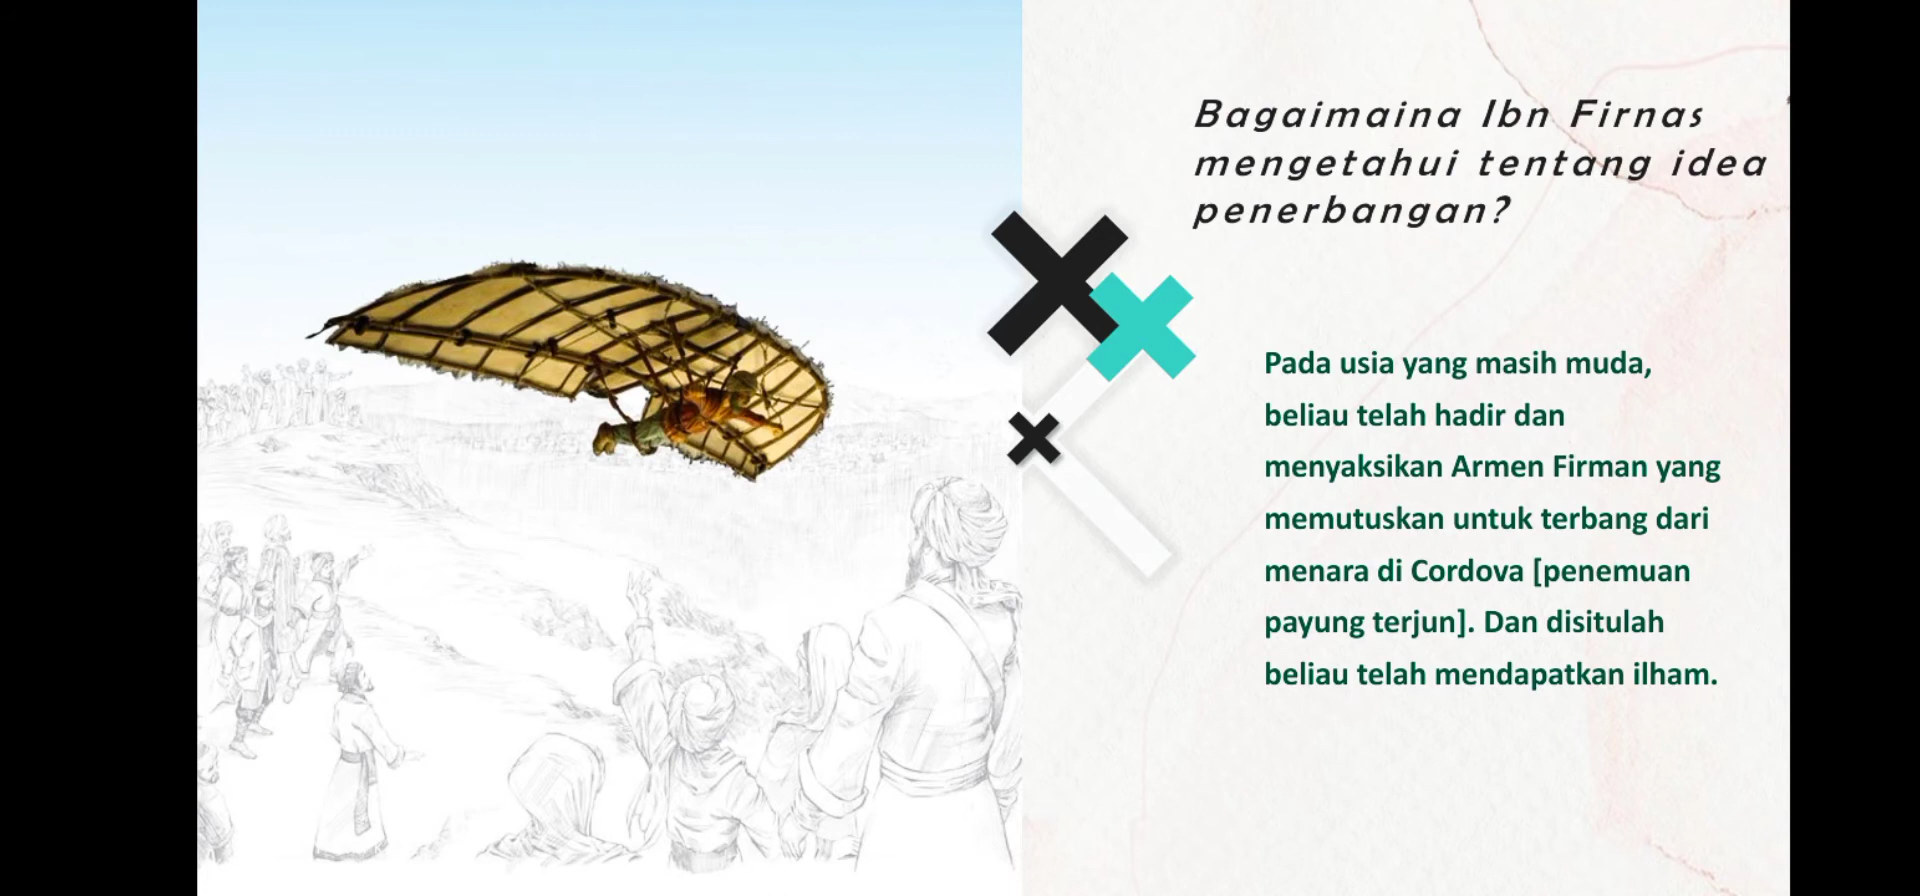 Bagaimaina Ibn Firnas
mengetahui tentang idea
penerbangan?
Pada usia yang masih muda,
beliau telah hadir dan
menyaksikan Armen Firman yang
memutuskan untuk terbang dari
menara di Cordova [penemuan
payung terjun]. Dan disitulah
beliau telah mendapatkan ilham.